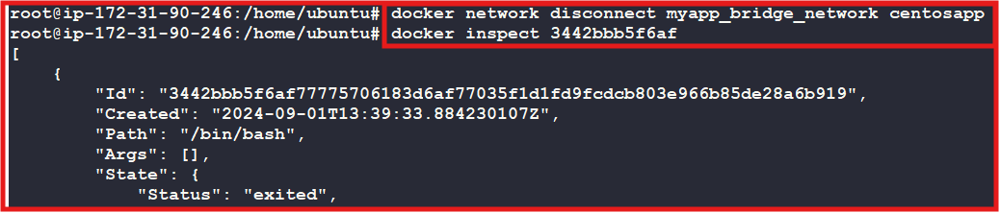 root@ip-172-31-90-246:/home/ubuntu# docker network disconnect myapp_bridge_network centosapp
root@ip-172-31-90-246:/home/ubuntu# docker inspect 3442bbb5f6af
[
    {
        "Id": "3442bbb5f6af77775706183d6af77035f1d1fd9fcdcb803e966b85de28a6b919",
        "Created": "2024-09-01T13:39:33.884230107Z",
        "Path": "/bin/bash",
        "Args": [],
        "State": {
            "Status": "exited",